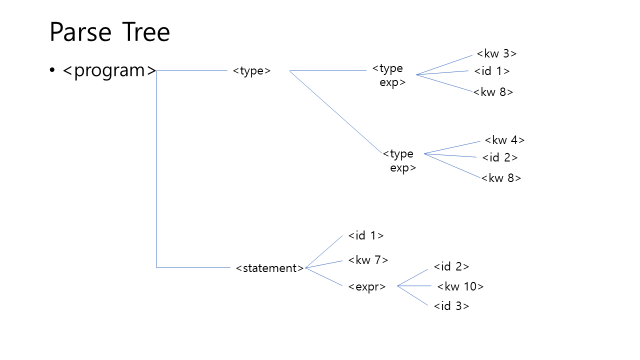 Parse Tree
• <program>
<type>
<type
exp>
<kw 3>
<id 1>
<kw 8>
<type
exp>
<kw 4>
<id 2>
<kw 8>
<statement>
<id 1>
<kw 7>
<expr>
<id 2>
<kw 10>
<id 3>